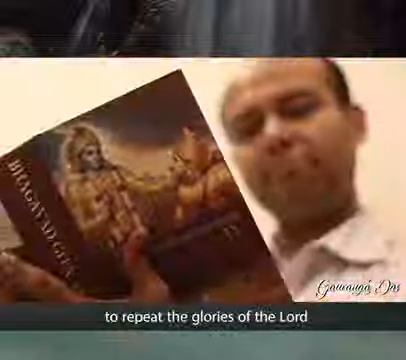 BHAGAVAD GITA
Gauranga Das
to repeat the glories of the Lord